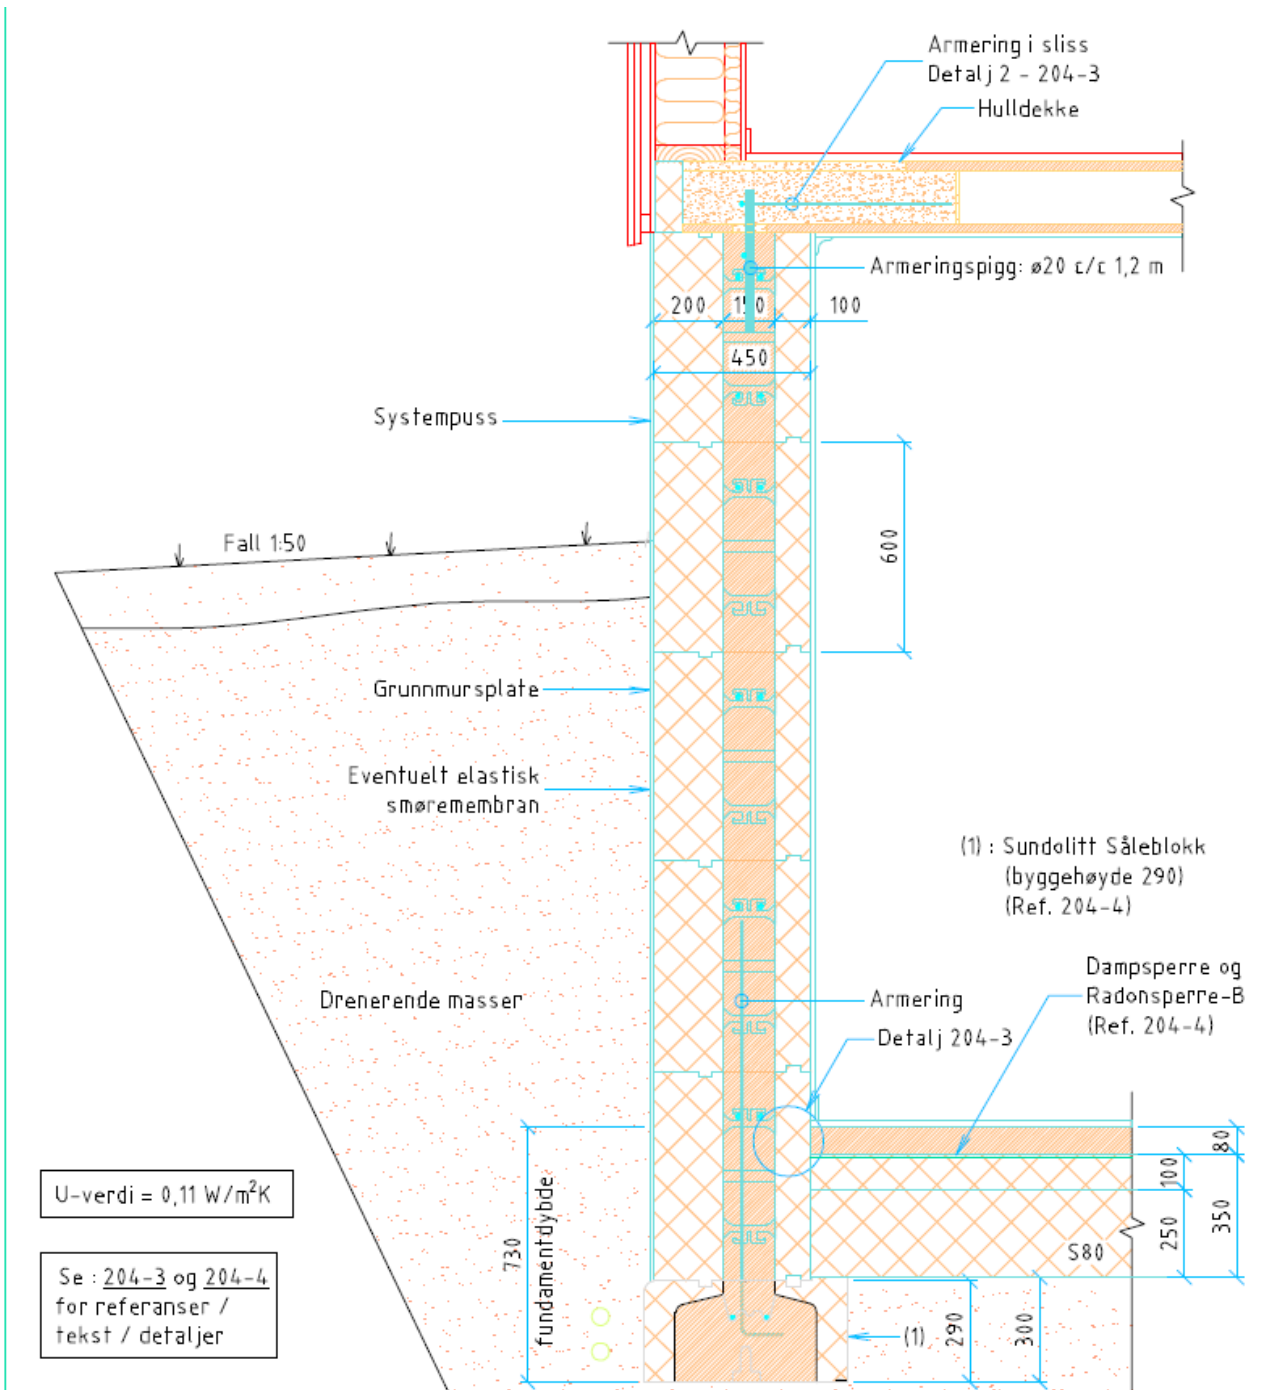 Armering i sliss
Detalj 2 - 204-3
Hulldekke
Armeringspigg: ø20 c/c 1,2 m
200
150
100
450
Systempuss
600
Fall 1:50
Grunnmursplate
Eventuelt elastisk
smøremembran
(1) : Sundolitt Såleblokk
(byggehøyde 290)
(Ref. 204-4)
Dampsperre og
Radonsperre-B
(Ref. 204-4)
Drenerende masser
Armering
Detalj 204-3
80
100
350
250
S80
U-verdi = 0,11 W/m²K
730
fundamentdybde
Se : 204-3 og 204-4
for referanser /
tekst / detaljer
(1)
290
300